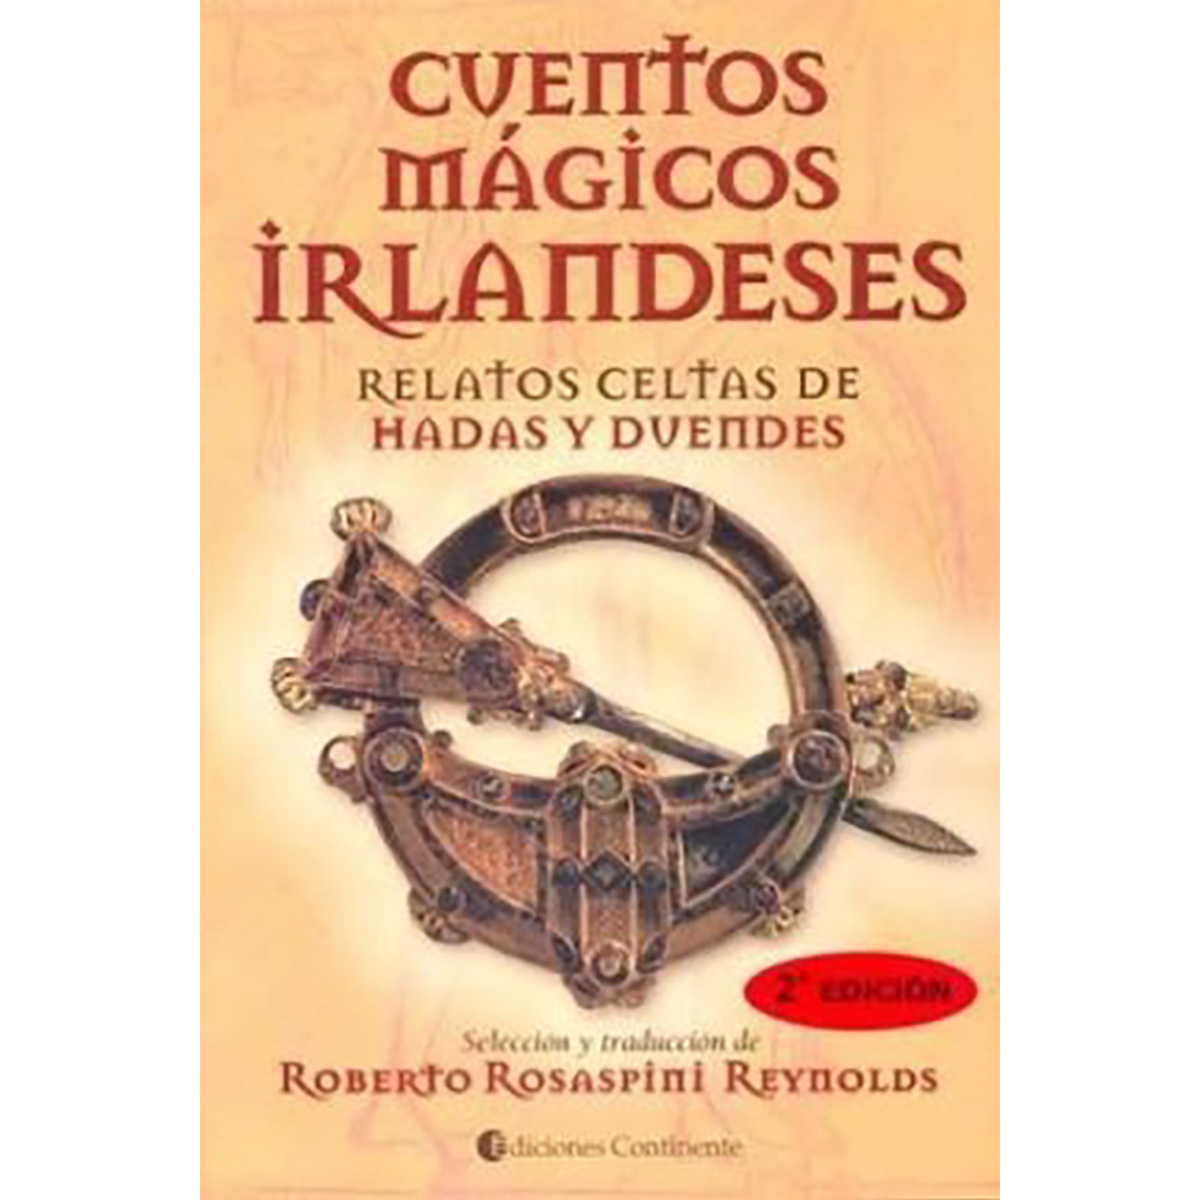 CUENTOS
MÁGICOS
IRLANDESES
RELATOS CELTAS DE
HADAS Y DUENDES
2ª EDICIÓN
Selección y traducción de
ROBERTO ROSASPINI REYNOLDS
Ediciones Continente